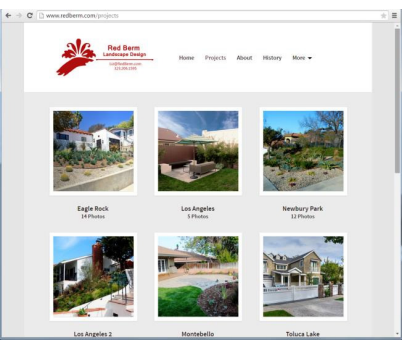 www.redberm.com/projects
Red Berm
Landscape Design
Home Projects About History More
Eagle Rock
14 Photos
Los Angeles
5 Photos
Newbury Park
12 Photos
Los Angeles 2
Montebello
Toluca Lake